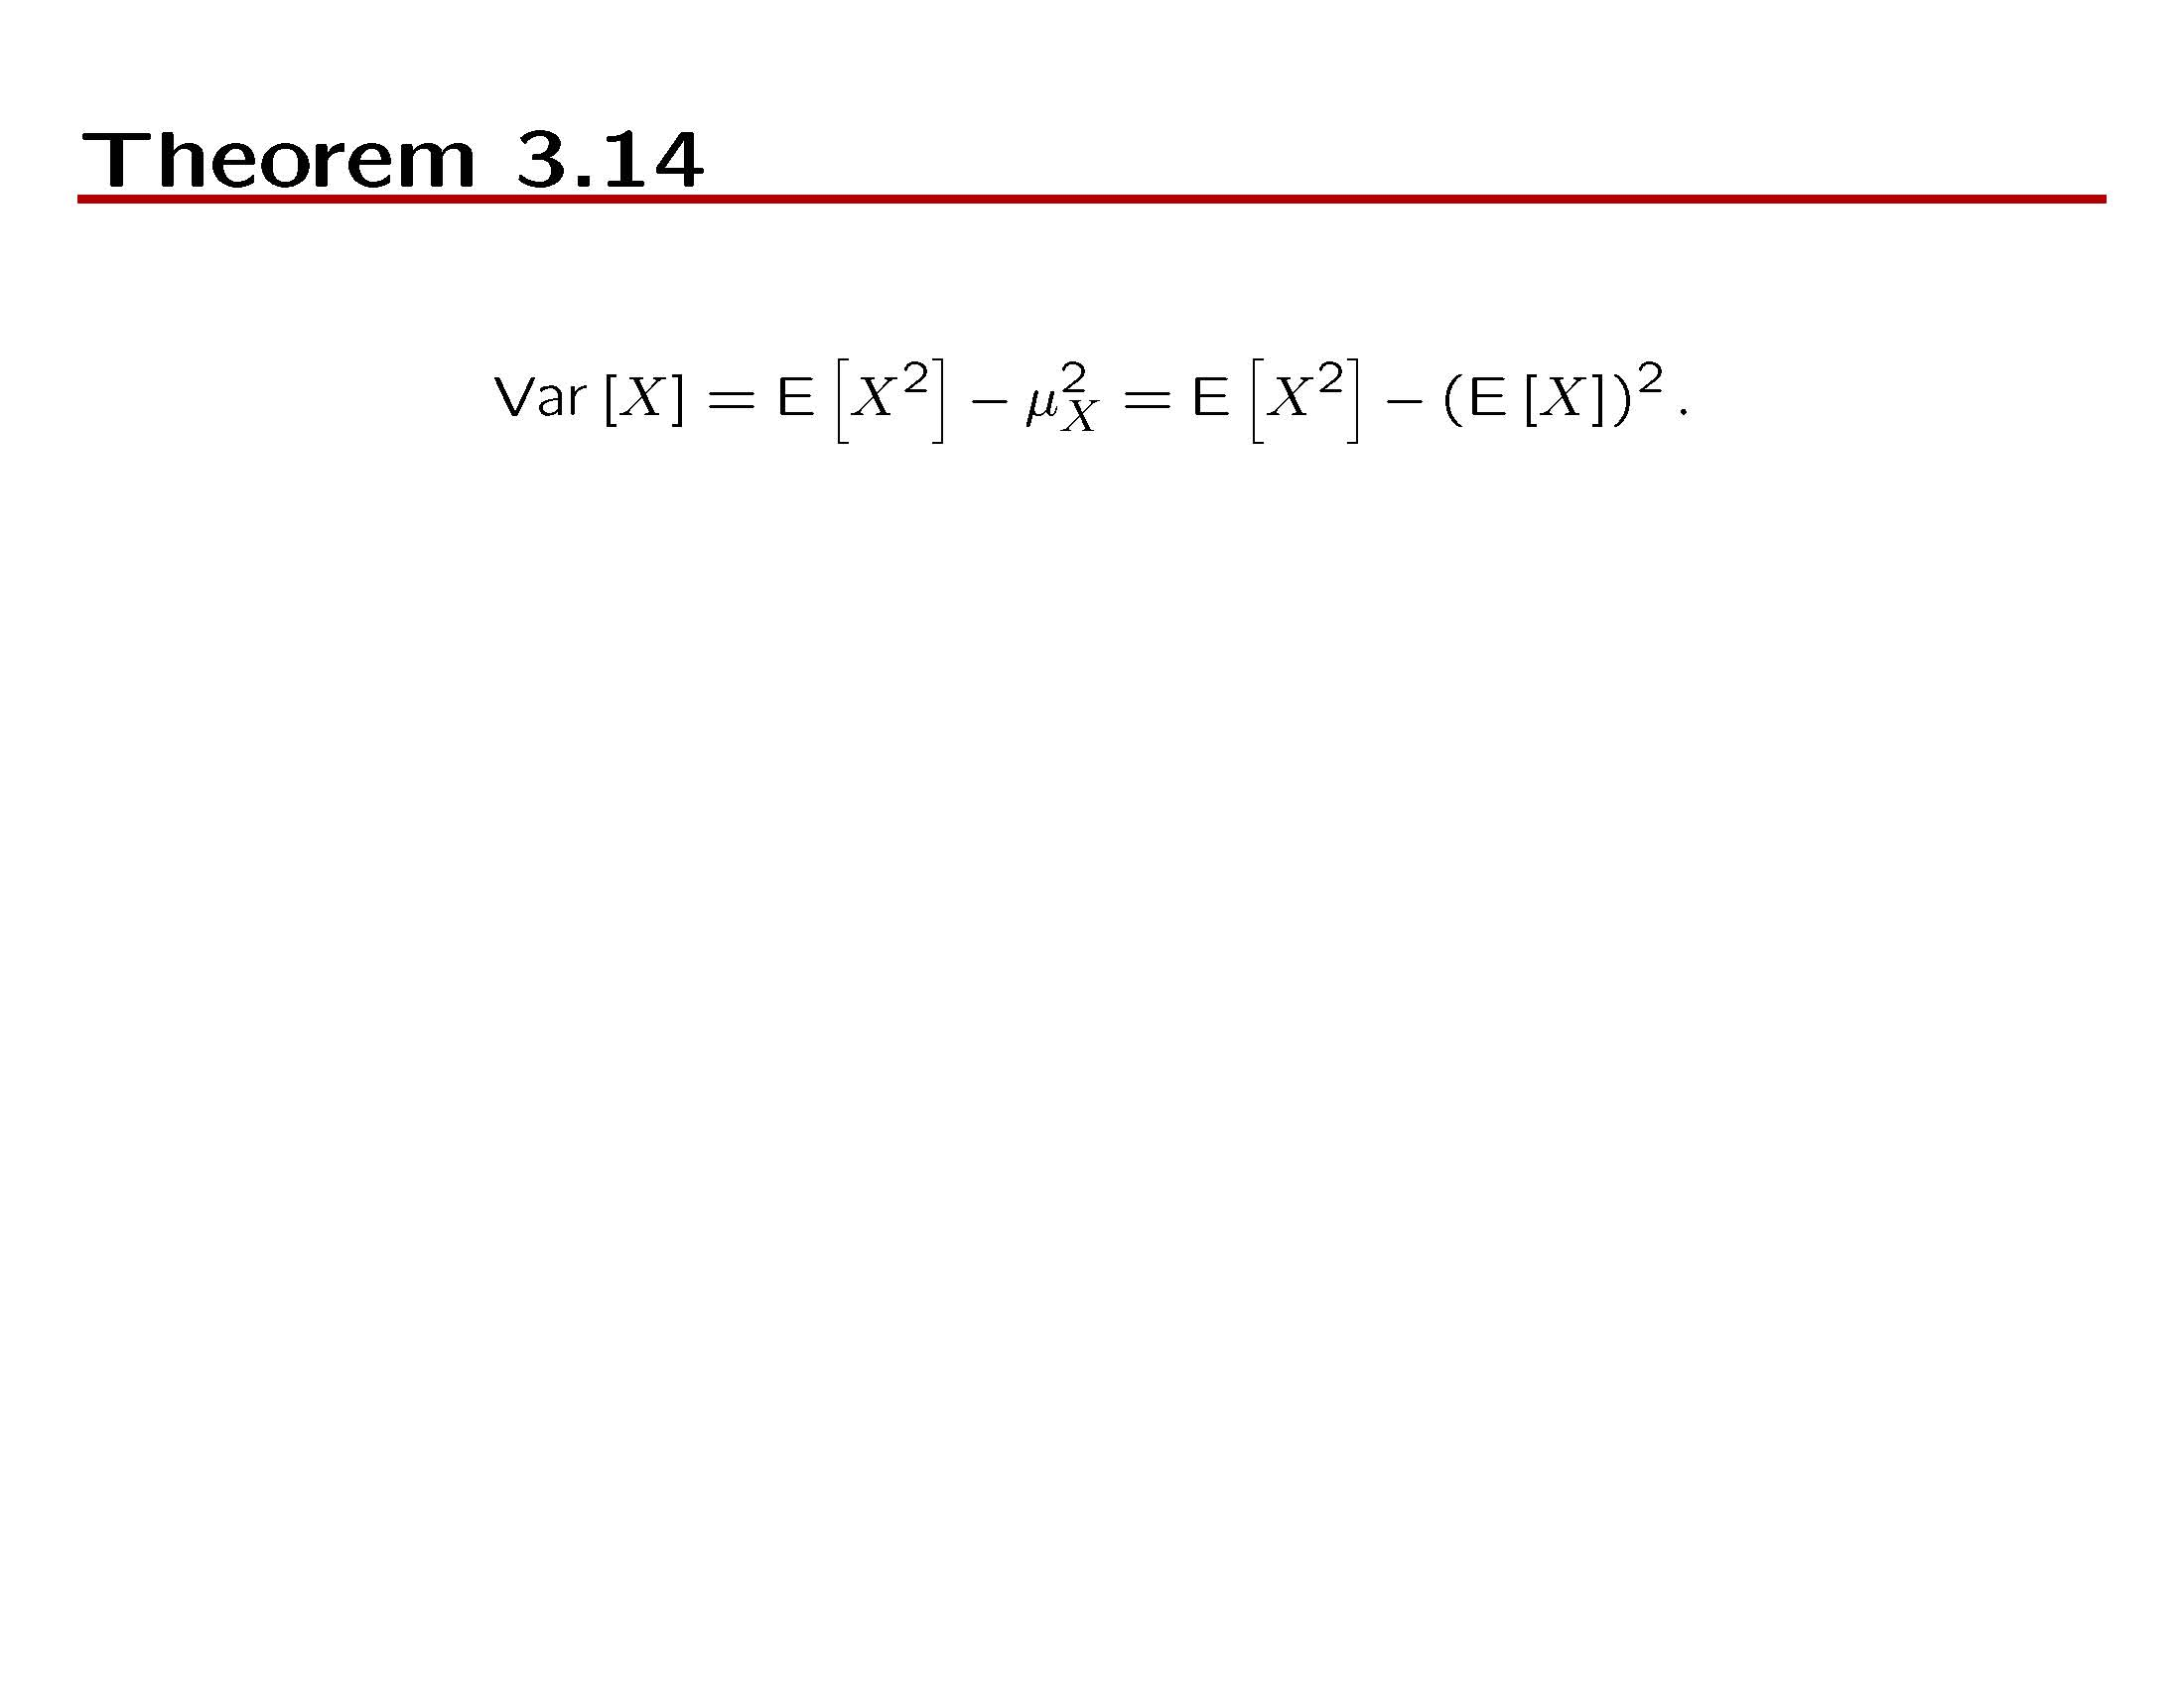 Theorem 3.14
Var [X] = E [X²] − μ²_X = E [X²] − (E [X])² .